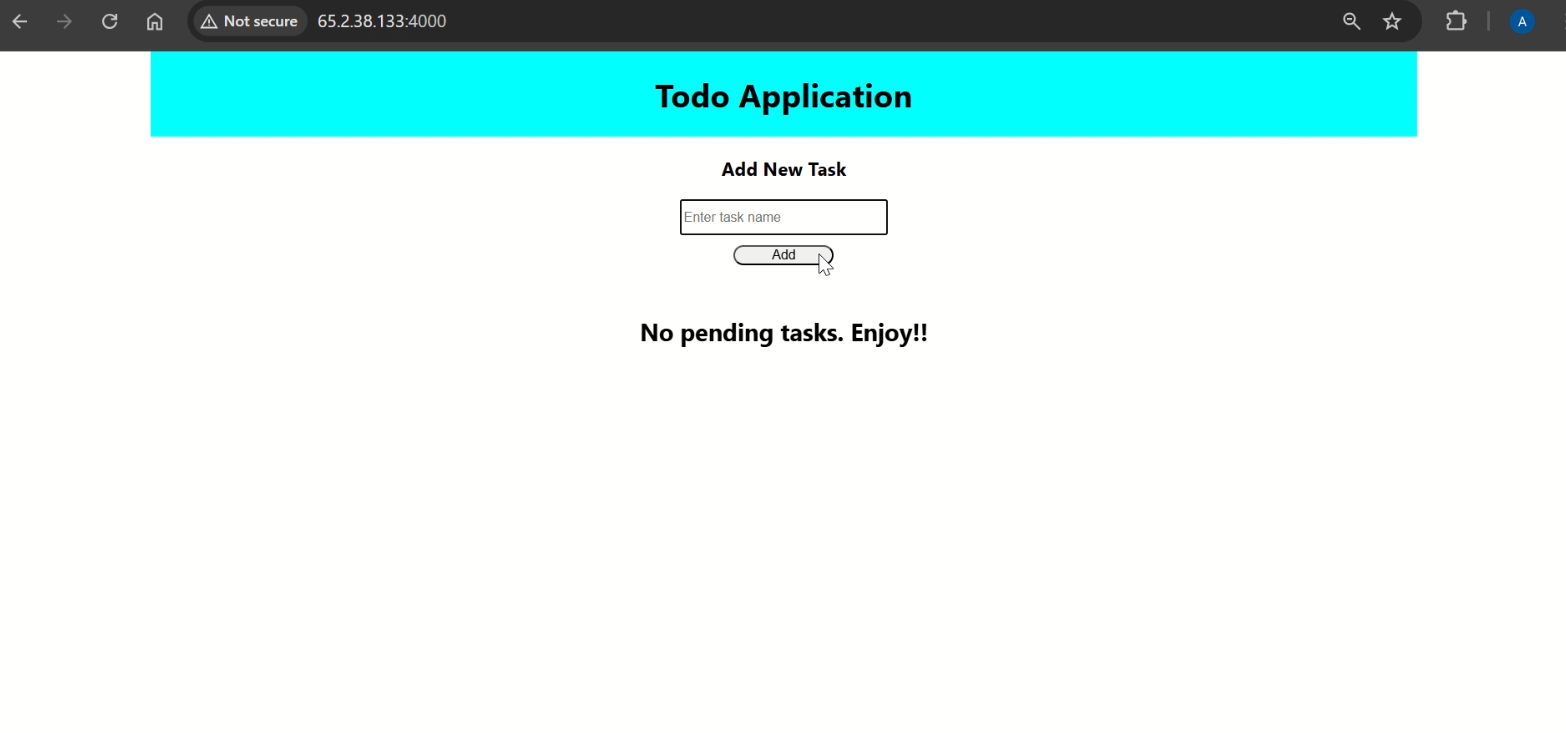 Not secure 65.2.38.133:4000 A
Todo Application
Add New Task
Enter task name
Add
No pending tasks. Enjoy!!